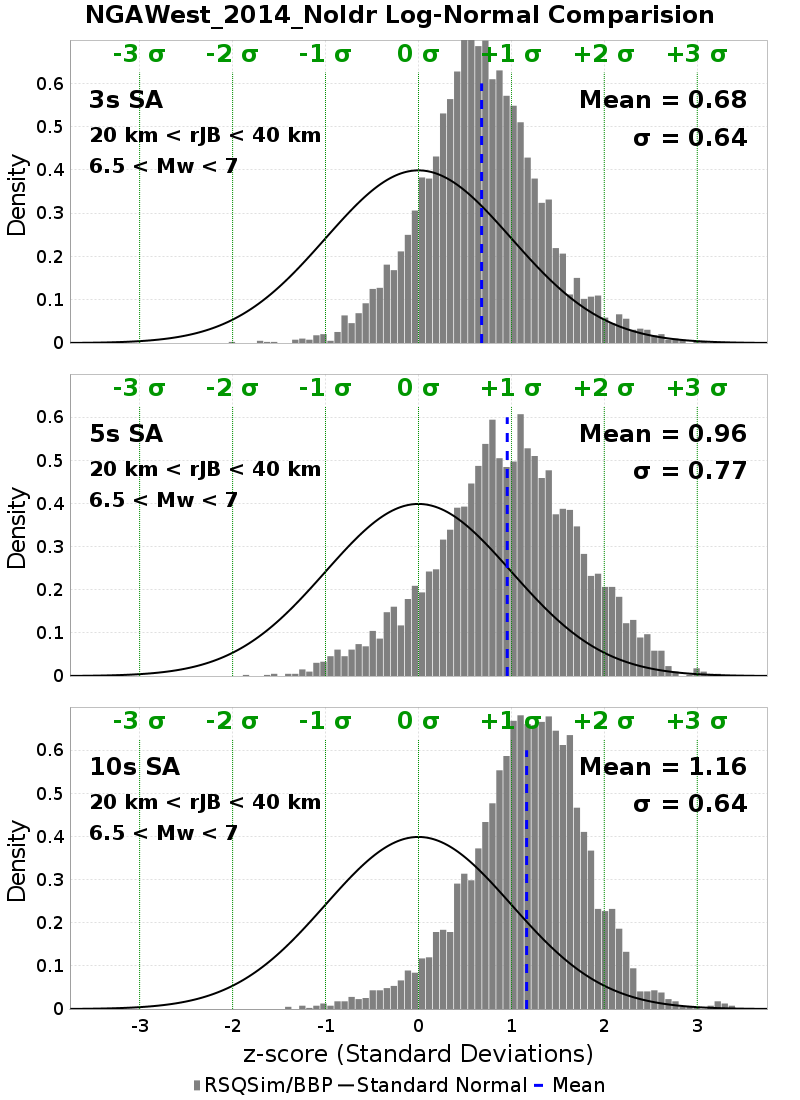 NGAWest_2014_NoIdr Log-Normal Comparision
-3 σ -2 σ -1 σ 0 σ +1 σ +2 σ +3 σ
3s SA
Mean = 0.68
20 km < rJB < 40 km
σ = 0.64
6.5 < Mw < 7
Density
0.6
0.5
0.4
0.3
0.2
0.1
0
-3 σ -2 σ -1 σ 0 σ +1 σ +2 σ +3 σ
5s SA
Mean = 0.96
20 km < rJB < 40 km
σ = 0.77
6.5 < Mw < 7
Density
0.6
0.5
0.4
0.3
0.2
0.1
0
-3 σ -2 σ -1 σ 0 σ +1 σ +2 σ +3 σ
10s SA
Mean = 1.16
20 km < rJB < 40 km
σ = 0.64
6.5 < Mw < 7
Density
0.6
0.5
0.4
0.3
0.2
0.1
0
-3 -2 -1 0 1 2 3
z-score (Standard Deviations)
RSQSim/BBP Standard Normal Mean